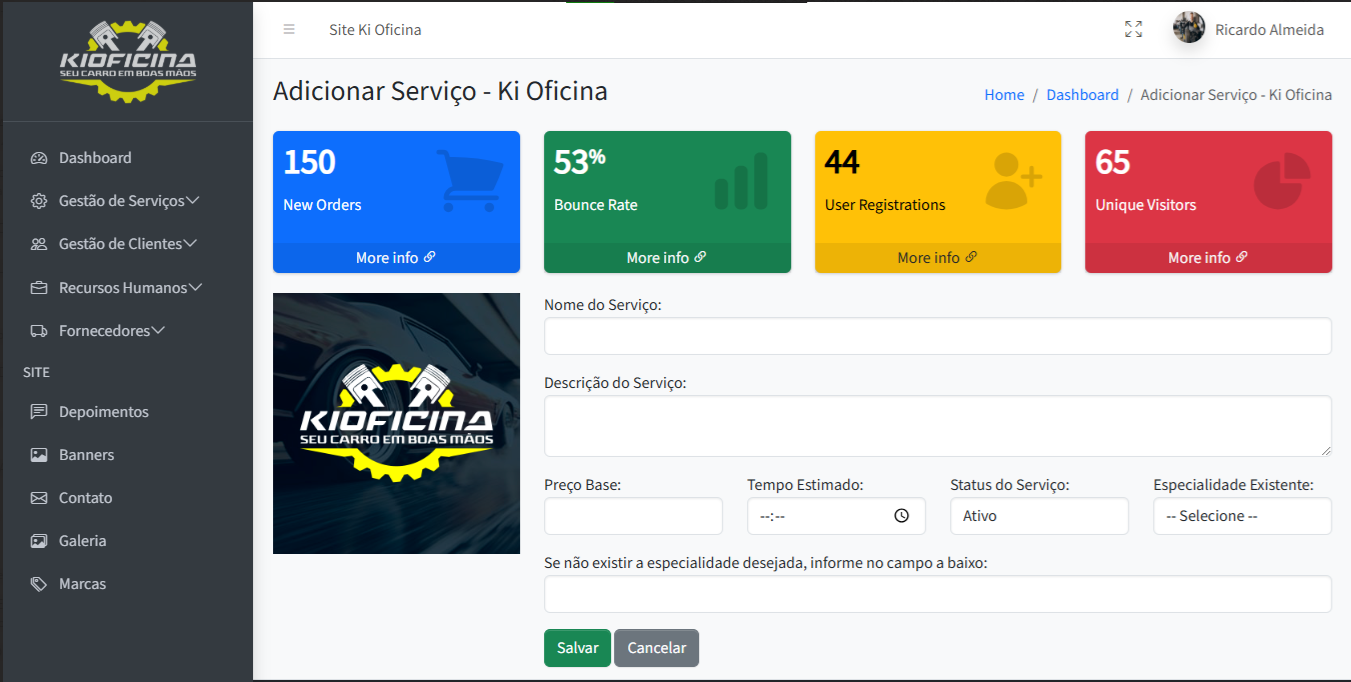 KIOFICINA
SEU CARRO EM BOAS MÃOS
Site Ki Oficina
Ricardo Almeida
Dashboard
Gestão de Serviços
Gestão de Clientes
Recursos Humanos
Fornecedores
SITE
Depoimentos
Banners
Contato
Galeria
Marcas
Adicionar Serviço - Ki Oficina
Home / Dashboard / Adicionar Serviço - Ki Oficina
150
New Orders
More info
53%
Bounce Rate
More info
44
User Registrations
More info
65
Unique Visitors
More info
KIOFICINA
SEU CARRO EM BOAS MÃOS
Nome do Serviço:
Descrição do Serviço:
Preço Base:
Tempo Estimado:
Status do Serviço:
Especialidade Existente:
--:--
Ativo
-- Selecione --
Se não existir a especialidade desejada, informe no campo a baixo:
Salvar
Cancelar